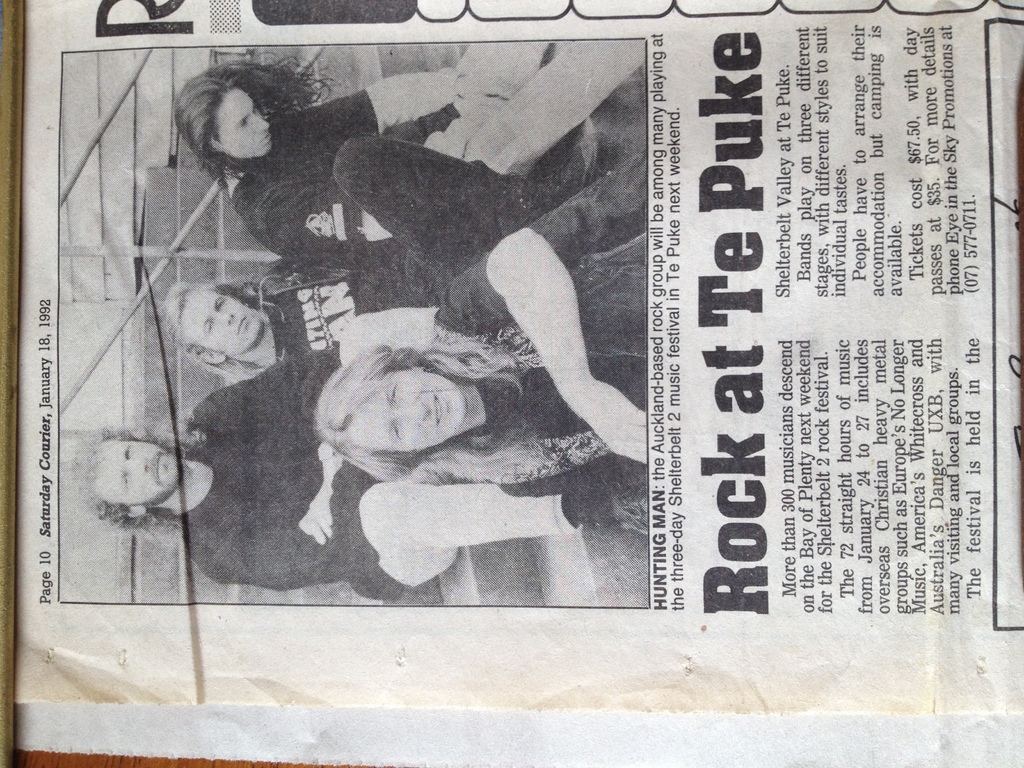 Page 10 Saturday Courier, January 18, 1992
R
HUNTING MAN: the Auckland-based rock group will be among many playing at
the three-day Shelterbelt 2 music festival in Te Puke next weekend.
Rock at Te Puke
More than 300 musicians descend
on the Bay of Plenty next weekend
for the Shelterbelt 2 rock festival.
The 72 straight hours of music
from January 24 to 27 includes
overseas Christian heavy metal
groups such as Europe's No Longer
Music, America's Whitecross and
Australia's Danger UXB, with
many visiting and local groups.
The festival is held in the
Shelterbelt Valley at Te Puke.
Bands play on three different
stages, with different styles to suit
individual tastes.
People have to arrange their
accommodation but camping is
available.
Tickets cost $67.50, with day
passes at $35. For more details
phone Eye in the Sky Promotions at
(07) 577-0711.